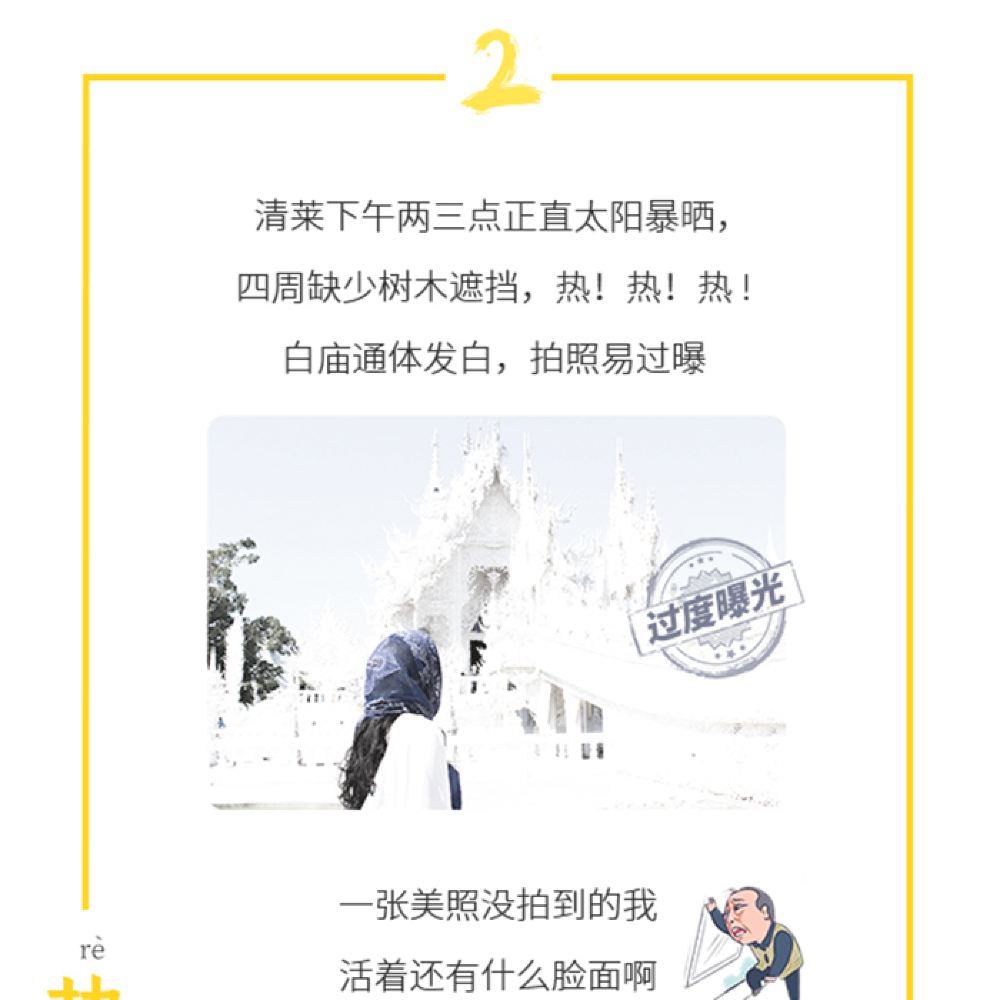 2
清莱下午两三点正直太阳暴晒，
四周缺少树木遮挡，热！热！热！
白庙通体发白，拍照易过曝
过度曝光
一张美照没拍到的我
活着还有什么脸面啊
rè